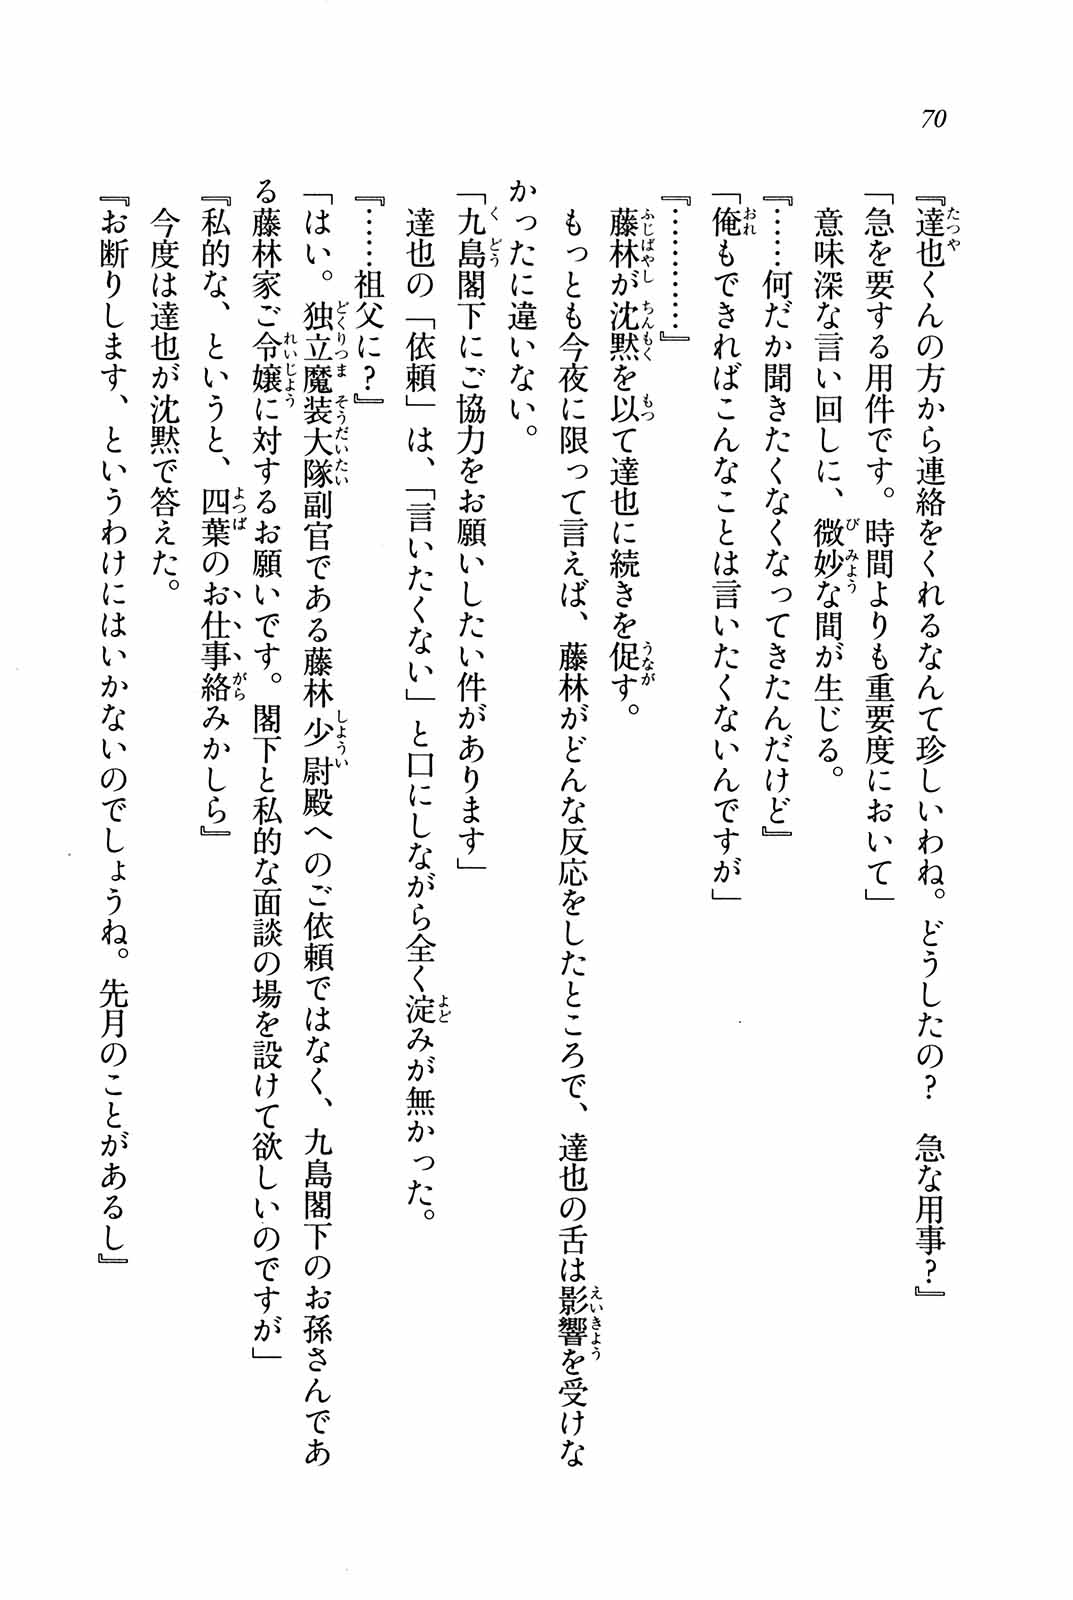 70
『達也くんの方から連絡をくれるなんて珍しいわね。どうしたの？　急な用事？』
「急を要する用件です。時間よりも重要度において」
　意味深な言い回しに、微妙な間が生じる。
『……何だか聞きたくなくなってきたんだけど』
「俺もできればこんなことは言いたくないんですが」
『…………』
　藤林が沈黙を以て達也に続きを促す。
　もっとも今夜に限って言えば、藤林がどんな反応をしたところで、達也の舌は影響を受けな
かったに違いない。
「九島閣下にご協力をお願いしたい件があります」
　達也の「依頼」は、「言いたくない」と口にしながら全く淀みが無かった。
『……祖父に？』
「はい。独立魔装大隊副官である藤林少尉殿へのご依頼ではなく、九島閣下のお孫さんであ
る藤林家ご令嬢に対するお願いです。閣下と私的な面談の場を設けて欲しいのですが」
『私的な、というと、四葉のお仕事絡みかしら』
　今度は達也が沈黙で答えた。
『お断りします、というわけにはいかないのでしょうね。先月のことがあるし』